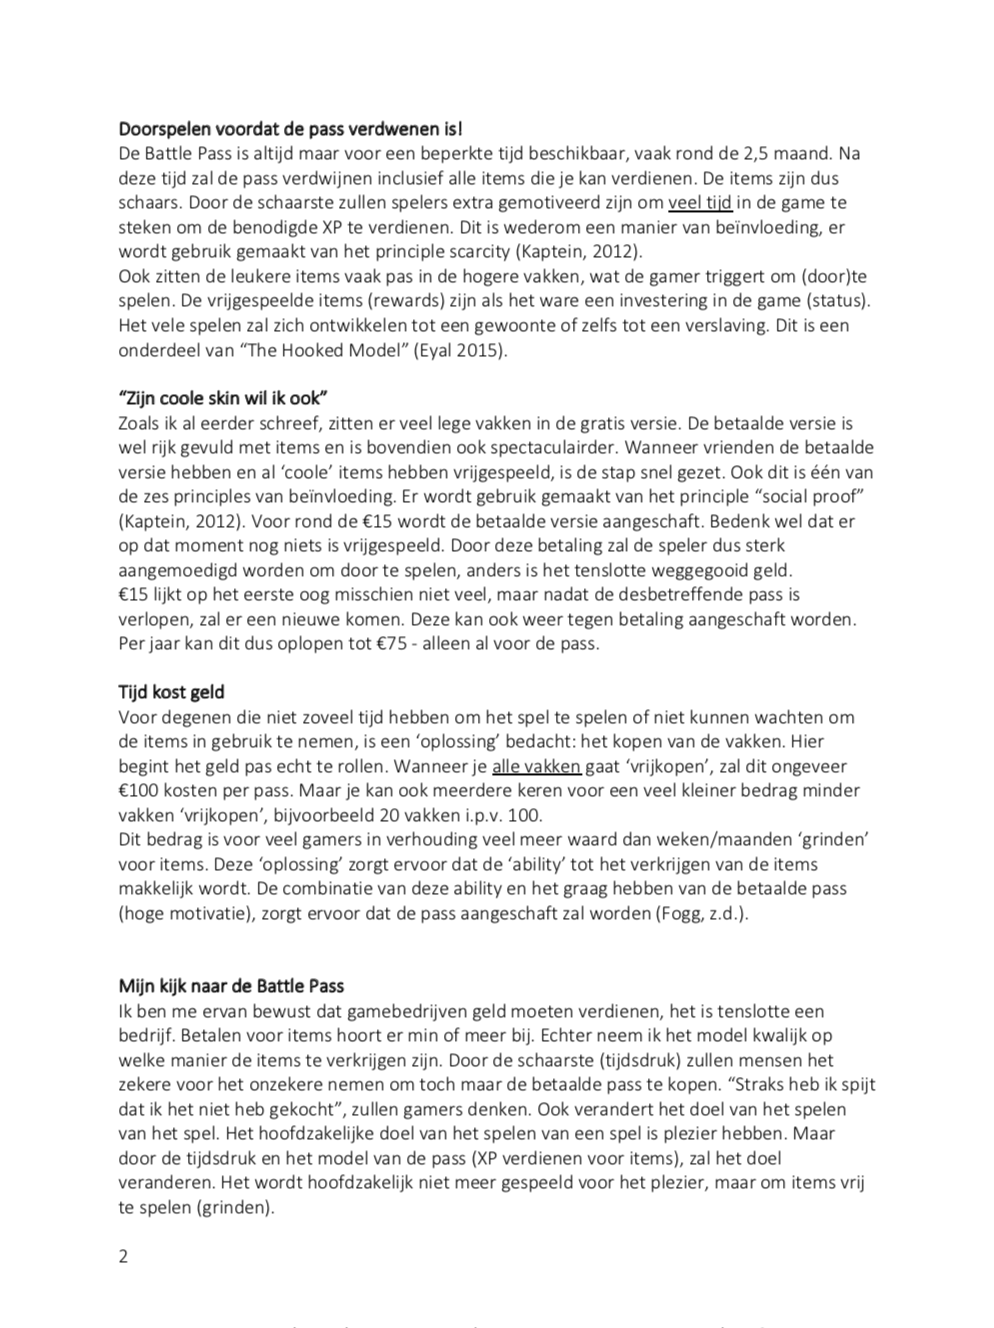 Doorspelen voordat de pass verdwenen is!
De Battle Pass is altijd maar voor een beperkte tijd beschikbaar, vaak rond de 2,5 maand. Na
deze tijd zal de pass verdwijnen inclusief alle items die je kan verdienen. De items zijn dus
schaars. Door de schaarste zullen spelers extra gemotiveerd zijn om veel tijd in de game te
steken om de benodigde XP te verdienen. Dit is wederom een manier van beïnvloeding, er
wordt gebruik gemaakt van het principle scarcity (Kaptein, 2012).
Ook zitten de leukere items vaak pas in de hogere vakken, wat de gamer triggert om (door)te
spelen. De vrijgespeelde items (rewards) zijn als het ware een investering in de game (status).
Het vele spelen zal zich ontwikkelen tot een gewoonte of zelfs tot een verslaving. Dit is een
onderdeel van “The Hooked Model” (Eyal 2015).
“Zijn coole skin wil ik ook”
Zoals ik al eerder schreef, zitten er veel lege vakken in de gratis versie. De betaalde versie is
wel rijk gevuld met items en is bovendien ook spectaculairder. Wanneer vrienden de betaalde
versie hebben en al ‘coole’ items hebben vrijgespeeld, is de stap snel gezet. Ook dit is één van
de zes principles van beïnvloeding. Er wordt gebruik gemaakt van het principle “social proof”
(Kaptein, 2012). Voor rond de €15 wordt de betaalde versie aangeschaft. Bedenk wel dat er
op dat moment nog niets is vrijgespeeld. Door deze betaling zal de speler dus sterk
aangemoedigd worden om door te spelen, anders is het tenslotte weggegooid geld.
€15 lijkt op het eerste oog misschien niet veel, maar nadat de desbetreffende pass is
verlopen, zal er een nieuwe komen. Deze kan ook weer tegen betaling aangeschaft worden.
Per jaar kan dit dus oplopen tot €75 - alleen al voor de pass.
Tijd kost geld
Voor degenen die niet zoveel tijd hebben om het spel te spelen of niet kunnen wachten om
de items in gebruik te nemen, is een ‘oplossing’ bedacht: het kopen van de vakken. Hier
begint het geld pas echt te rollen. Wanneer je alle vakken gaat ‘vrijkopen’, zal dit ongeveer
€100 kosten per pass. Maar je kan ook meerdere keren voor een veel kleiner bedrag minder
vakken ‘vrijkopen’, bijvoorbeeld 20 vakken i.p.v. 100.
Dit bedrag is voor veel gamers in verhouding veel meer waard dan weken/maanden ‘grinden’
voor items. Deze ‘oplossing’ zorgt ervoor dat de ‘ability’ tot het verkrijgen van de items
makkelijk wordt. De combinatie van deze ability en het graag hebben van de betaalde pass
(hoge motivatie), zorgt ervoor dat de pass aangeschaft zal worden (Fogg, z.d.).
Mijn kijk naar de Battle Pass
Ik ben me ervan bewust dat gamebedrijven geld moeten verdienen, het is tenslotte een
bedrijf. Betalen voor items hoort er min of meer bij. Echter neem ik het model kwalijk op
welke manier de items te verkrijgen zijn. Door de schaarste (tijdsdruk) zullen mensen het
zekere voor het onzekere nemen om toch maar de betaalde pass te kopen. “Straks heb ik spijt
dat ik het niet heb gekocht”, zullen gamers denken. Ook verandert het doel van het spelen
van het spel. Het hoofdzakelijke doel van het spelen van een spel is plezier hebben. Maar
door de tijdsdruk en het model van de pass (XP verdienen voor items), zal het doel
veranderen. Het wordt hoofdzakelijk niet meer gespeeld voor het plezier, maar om items vrij
te spelen (grinden).
2